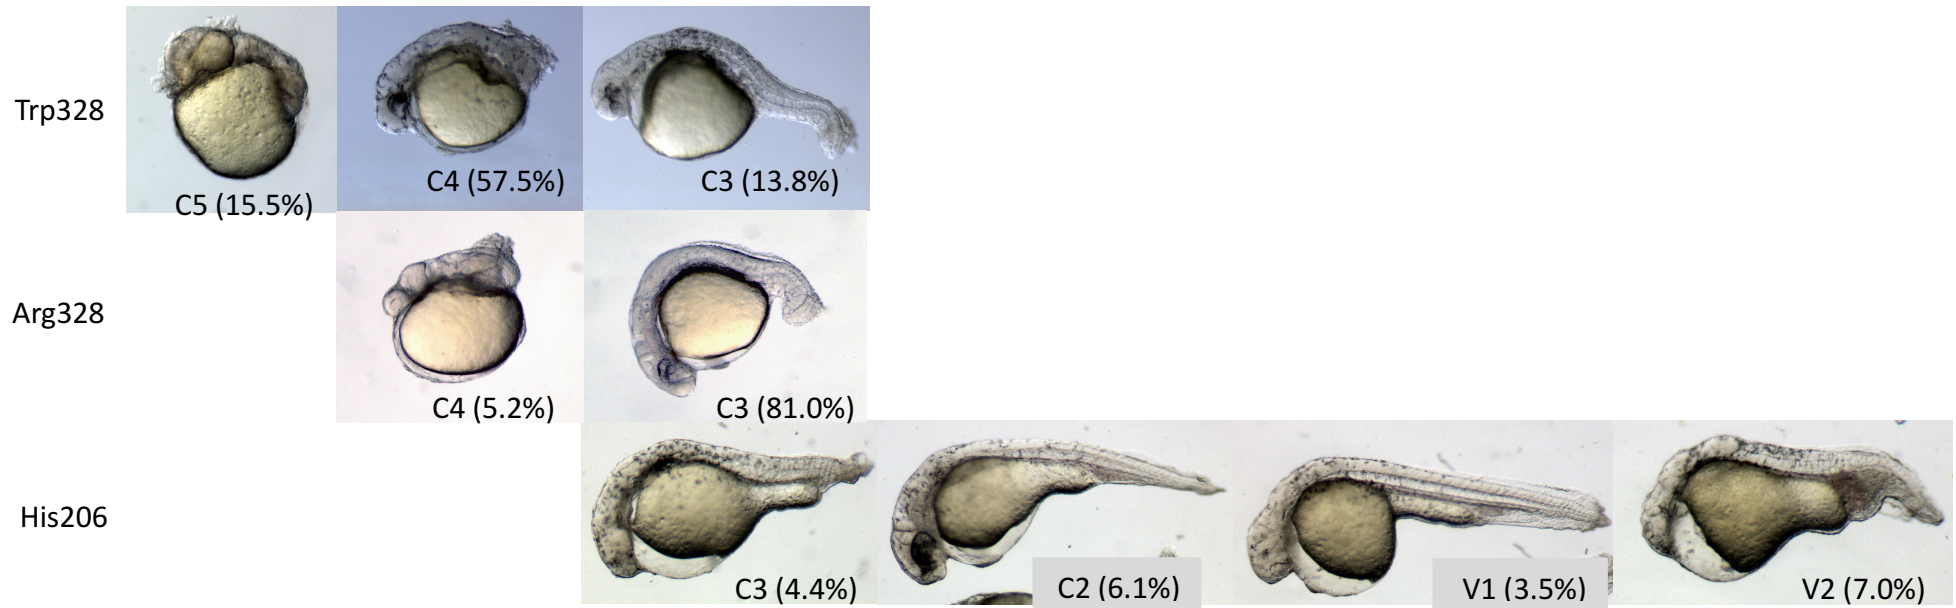 Trp328
C5 (15.5%)
C4 (57.5%)
C3 (13.8%)
Arg328
C4 (5.2%)
C3 (81.0%)
His206
C3 (4.4%)
C2 (6.1%)
V1 (3.5%)
V2 (7.0%)